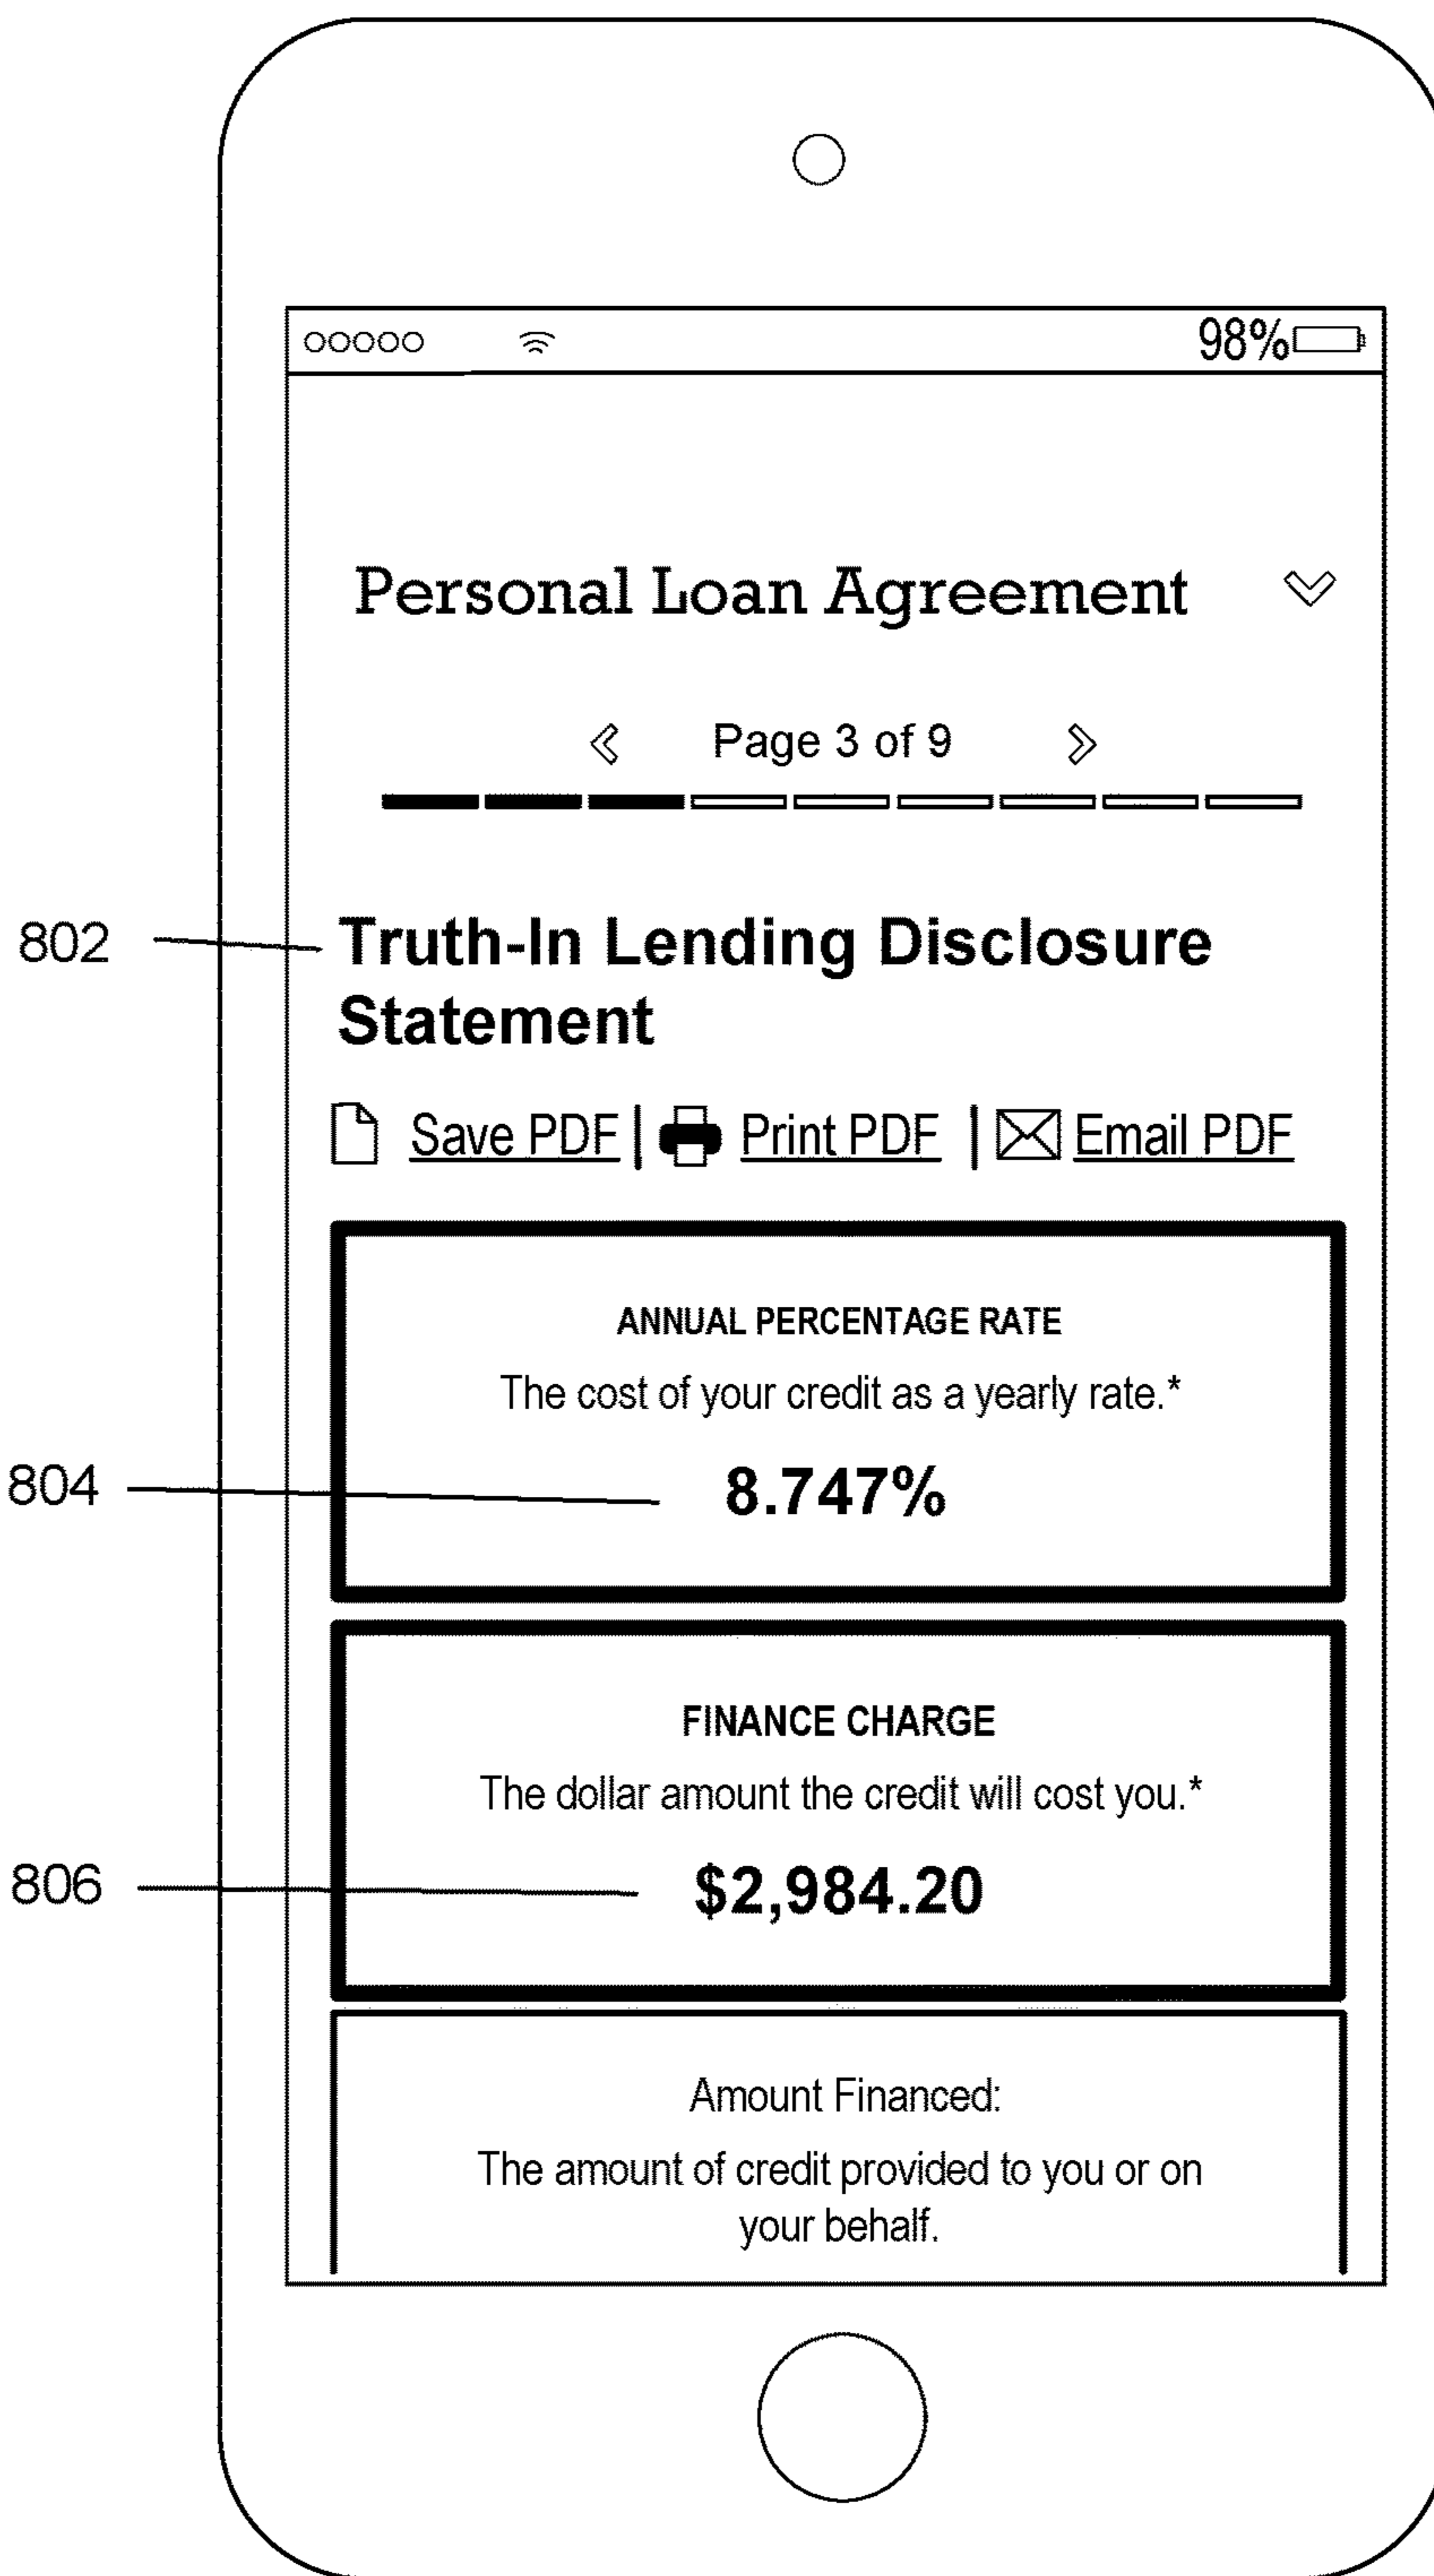 98%
Personal Loan Agreement
Page 3 of 9
802
Truth-In Lending Disclosure
Statement
Save PDF | Print PDF | Email PDF
ANNUAL PERCENTAGE RATE
The cost of your credit as a yearly rate.*
804
8.747%
FINANCE CHARGE
The dollar amount the credit will cost you.*
806
$2,984.20
Amount Financed:
The amount of credit provided to you or on
your behalf.